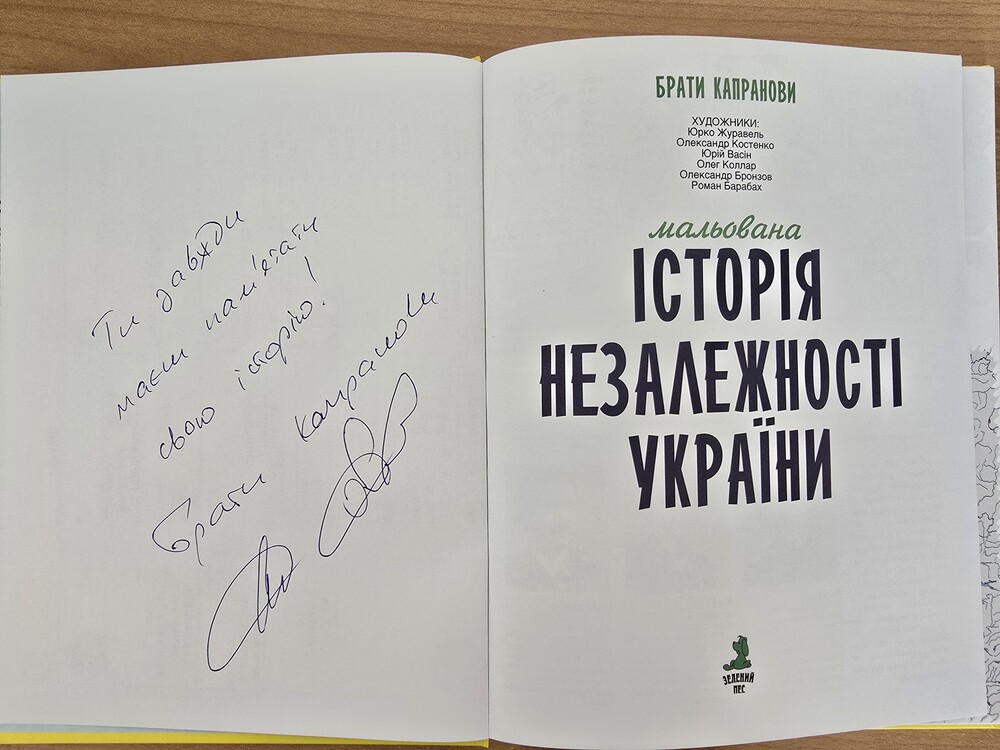 Ти завжди
маєш пам'ятати
свою історію!
Брати Капранови
БРАТИ КАПРАНОВИ
ХУДОЖНИКИ:
Юрко Журавель
Олександр Костенко
Юрій Васін
Олег Коллар
Олександр Бронзов
Роман Барабах
мальована
ІСТОРІЯ
НЕЗАЛЕЖНОСТІ
УКРАЇНИ
ЗЕЛЕНИЙ
ПЕС